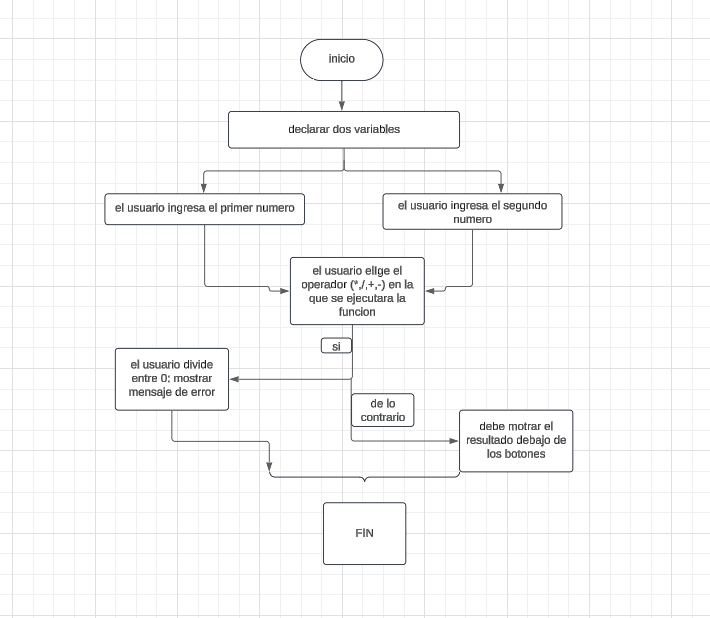 inicio
declarar dos variables
el usuario ingresa el primer numero
el usuario ingresa el segundo
numero
el usuario elIge el
operador (*,/,+,-) en la
que se ejecutara la
funcion
si
el usuario divide
entre 0; mostrar
mensaje de error
de lo
contrario
debe motrar el
resultado debajo de
los botones
FIN